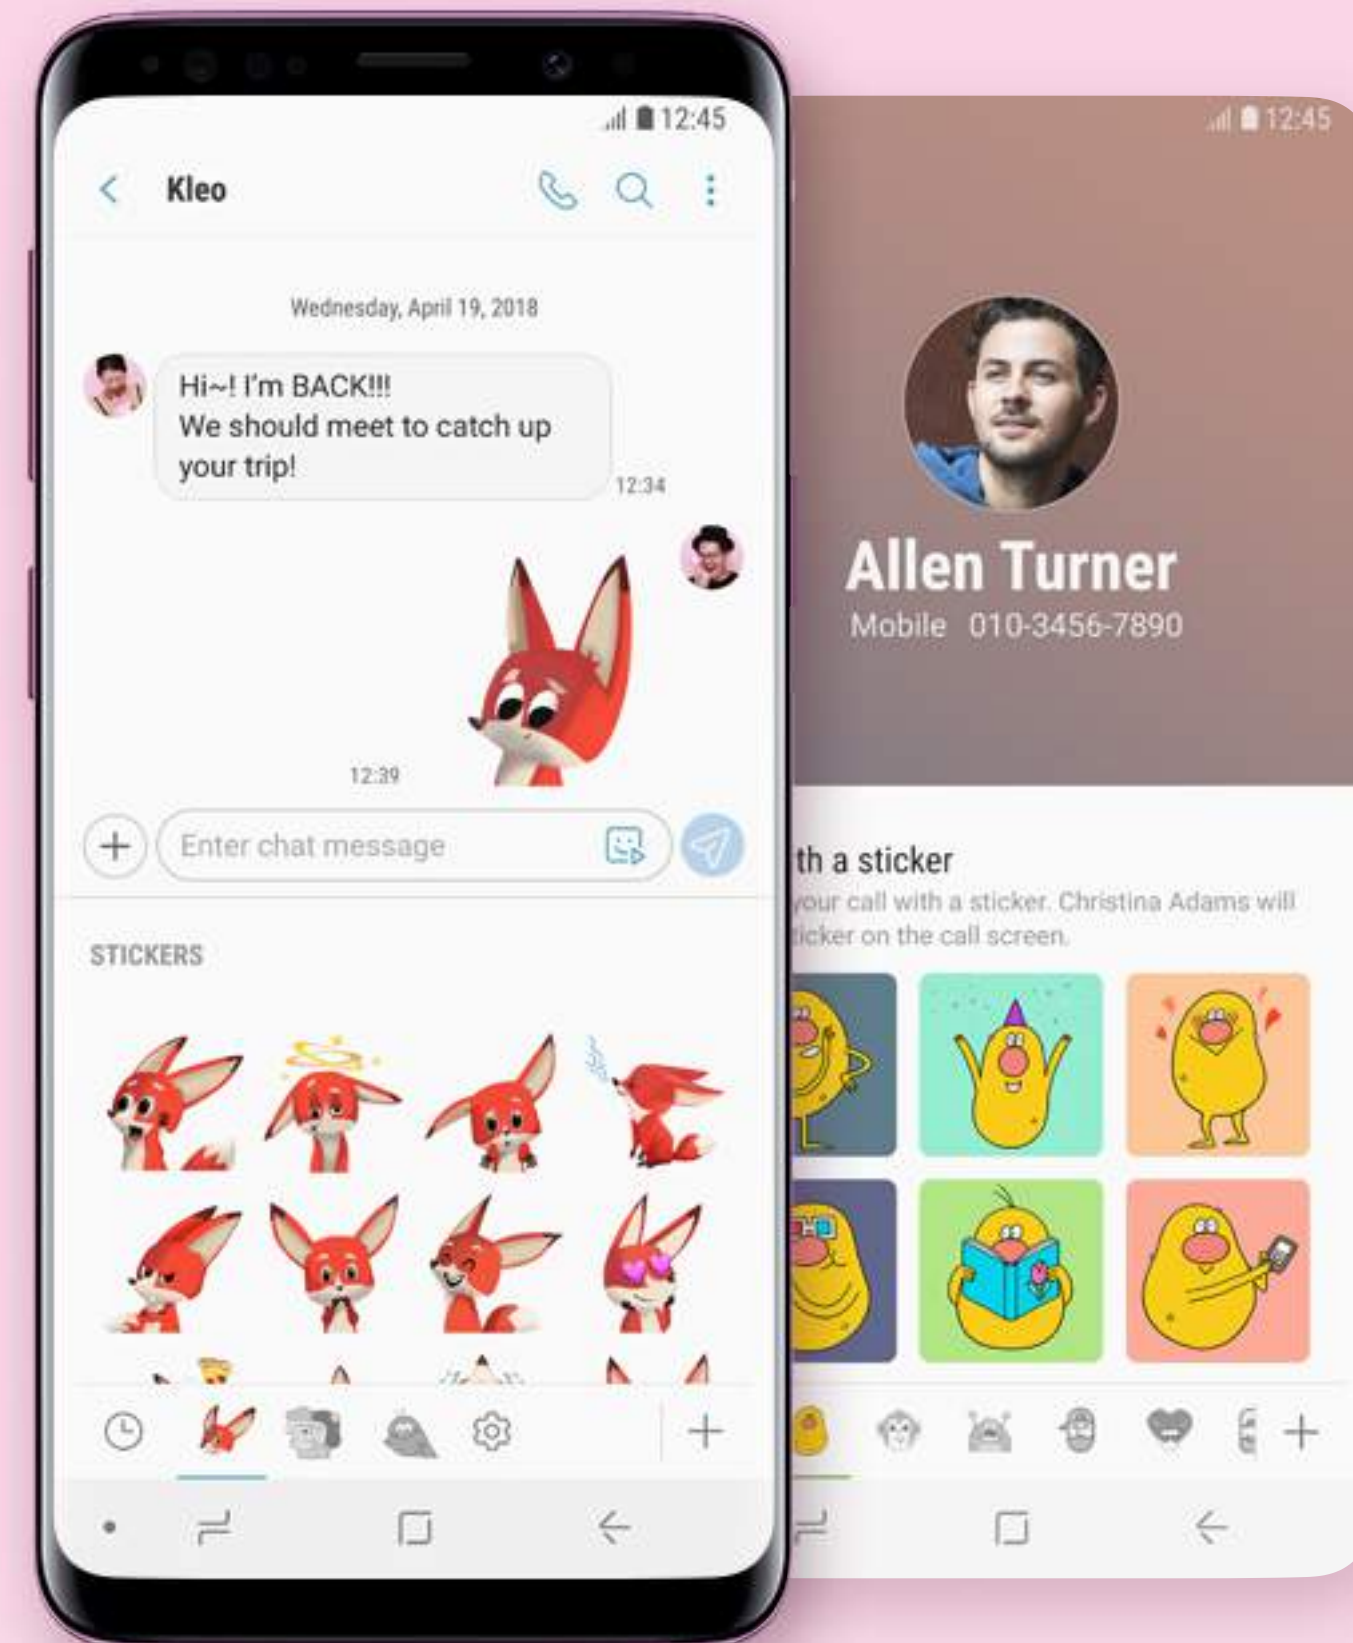 12:45
Kleo
Wednesday, April 19, 2018
Hi~! I'm BACK!!!
We should meet to catch up
your trip!
12:34
12:39
Enter chat message
STICKERS
12:45
Allen Turner
Mobile 010-3456-7890
a sticker
your call with a sticker. Christina Adams will
on the call screen.